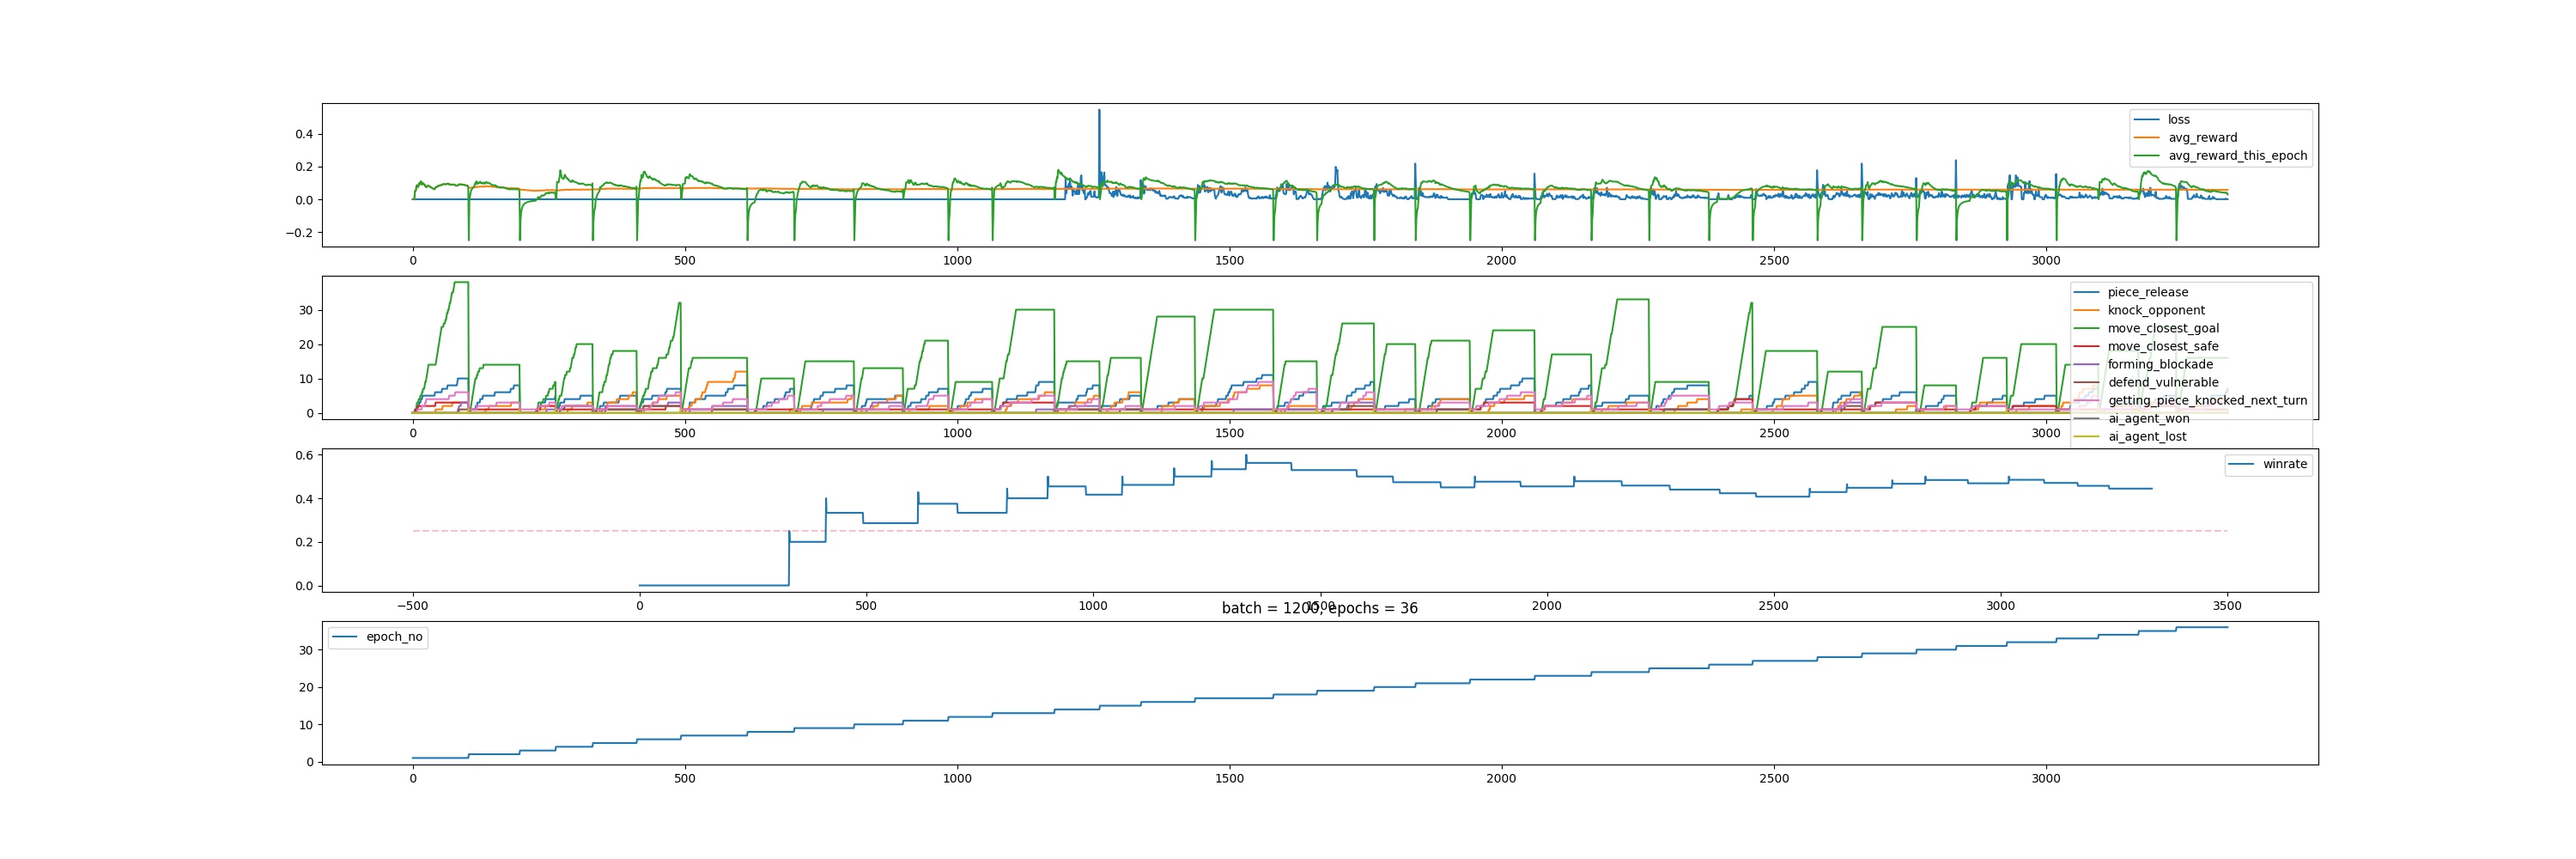 0.4
0.2
0.0
−0.2
loss
avg_reward
avg_reward_this_epoch
0 500 1000 1500 2000 2500 3000
30
20
10
0
piece_release
knock_opponent
move_closest_goal
move_closest_safe
forming_blockade
defend_vulnerable
getting_piece_knocked_next_turn
ai_agent_won
ai_agent_lost
0 500 1000 1500 2000 2500 3000
0.6
0.4
0.2
0.0
winrate
−500 0 500 1000 1500 2000 2500 3000 3500
batch = 1200, epochs = 36
30
20
10
0
epoch_no
0 500 1000 1500 2000 2500 3000